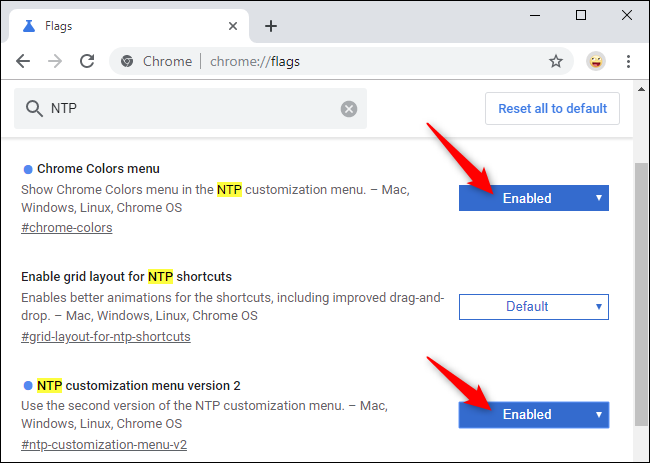 Flags
Chrome | chrome://flags
NTP
Reset all to default
Chrome Colors menu
Show Chrome Colors menu in the NTP customization menu. – Mac,
Windows, Linux, Chrome OS
#chrome-colors
Enabled
Enable grid layout for NTP shortcuts
Enables better animations for the shortcuts, including improved drag-and-
drop. – Mac, Windows, Linux, Chrome OS
#grid-layout-for-ntp-shortcuts
Default
NTP customization menu version 2
Use the second version of the NTP customization menu. – Mac,
Windows, Linux, Chrome OS
#ntp-customization-menu-v2
Enabled